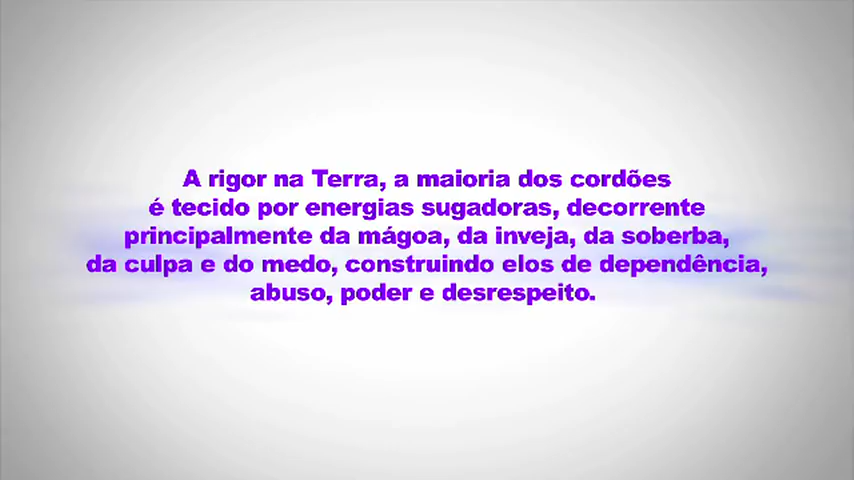 A rigor na Terra, a maioria dos cordões
é tecido por energias sugadoras, decorrente
principalmente da mágoa, da inveja, da soberba,
da culpa e do medo, construindo elos de dependência,
abuso, poder e desrespeito.